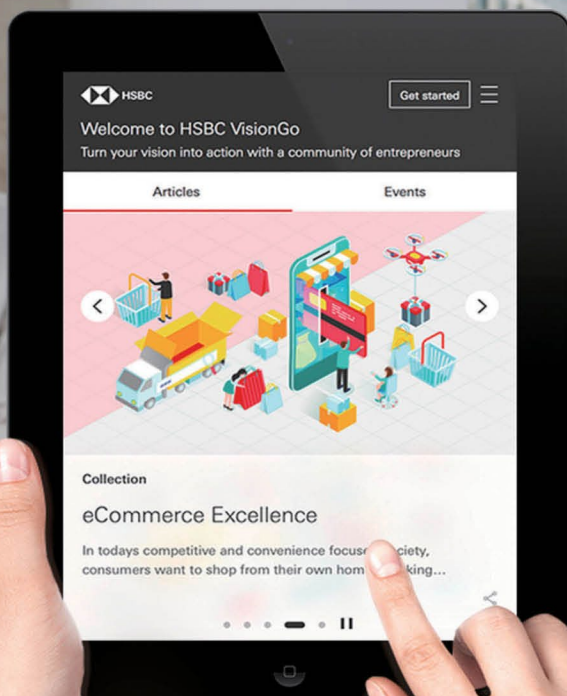 HSBC
Get started
Welcome to HSBC VisionGo
Turn your vision into action with a community of entrepreneurs
Articles
Events
Collection
eCommerce Excellence
In todays competitive and convenience
consumers want to shop from their own